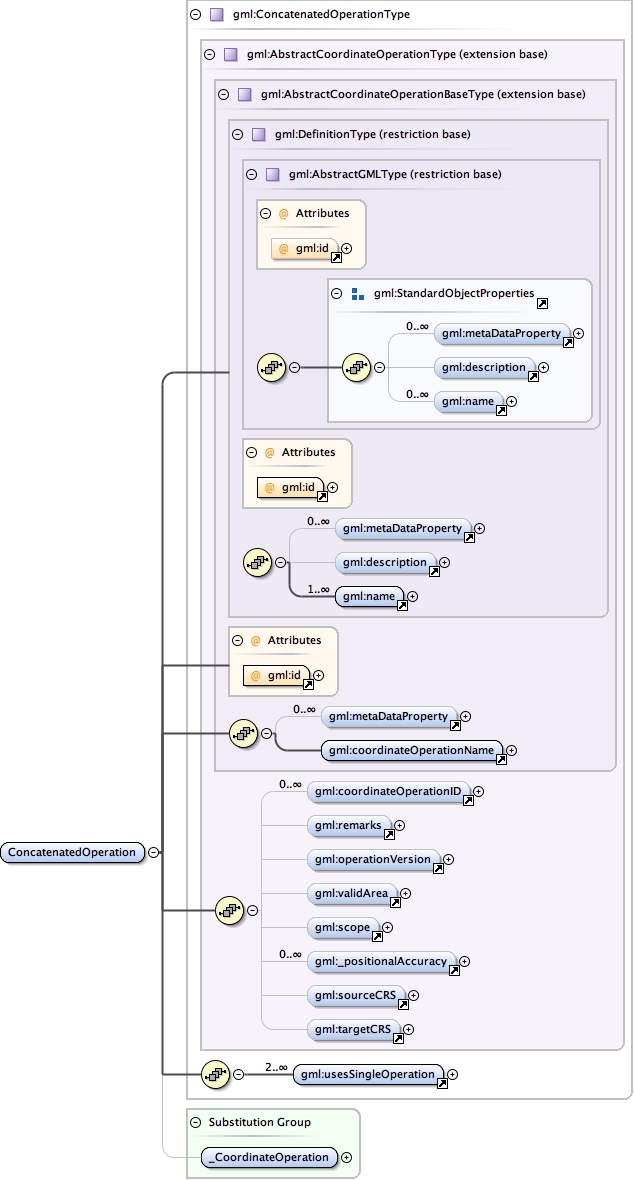 gml:ConcatenatedOperationType
gml:AbstractCoordinateOperationType (extension base)
gml:AbstractCoordinateOperationBaseType (extension base)
gml:DefinitionType (restriction base)
gml:AbstractGMLType (restriction base)
@ Attributes
@ gml:id
gml:StandardObjectProperties
0..∞ gml:metaDataProperty
gml:description
0..∞ gml:name
@ Attributes
@ gml:id
0..∞ gml:metaDataProperty
gml:description
1..∞ gml:name
@ Attributes
@ gml:id
0..∞ gml:metaDataProperty
gml:coordinateOperationName
0..∞ gml:coordinateOperationID
gml:remarks
ConcatenatedOperation
gml:operationVersion
gml:validArea
gml:scope
0..∞ gml:_positionalAccuracy
gml:sourceCRS
gml:targetCRS
2..∞ gml:usesSingleOperation
Substitution Group
_CoordinateOperation